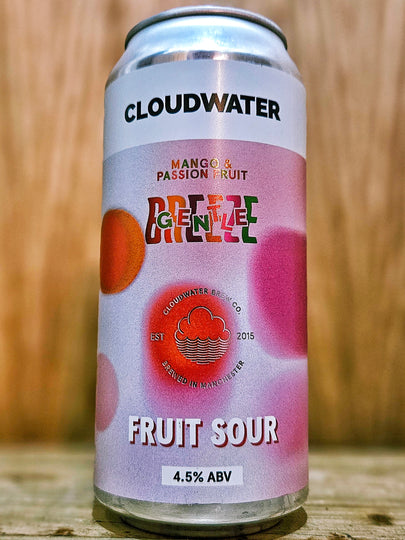 CLOUDWATER
MANGO &
PASSION FRUIT
GENTLE
BREEZE
CLOUDWATER BREW CO.
EST 2015
BREWED IN MANCHESTER
FRUIT SOUR
4.5% ABV